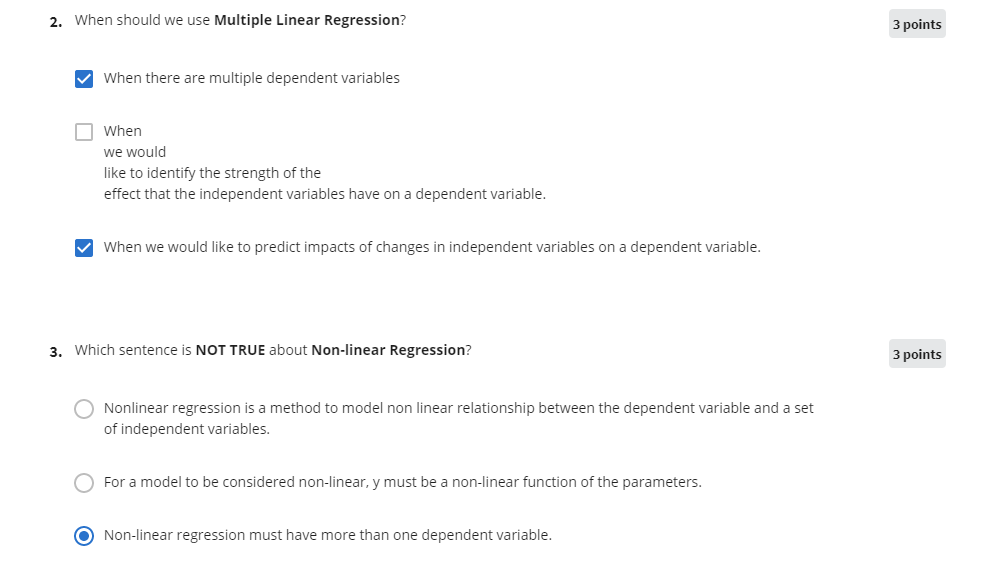 2. When should we use Multiple Linear Regression?
3 points
When there are multiple dependent variables
When
we would
like to identify the strength of the
effect that the independent variables have on a dependent variable.
When we would like to predict impacts of changes in independent variables on a dependent variable.
3. Which sentence is NOT TRUE about Non-linear Regression?
3 points
Nonlinear regression is a method to model non linear relationship between the dependent variable and a set
of independent variables.
For a model to be considered non-linear, y must be a non-linear function of the parameters.
Non-linear regression must have more than one dependent variable.